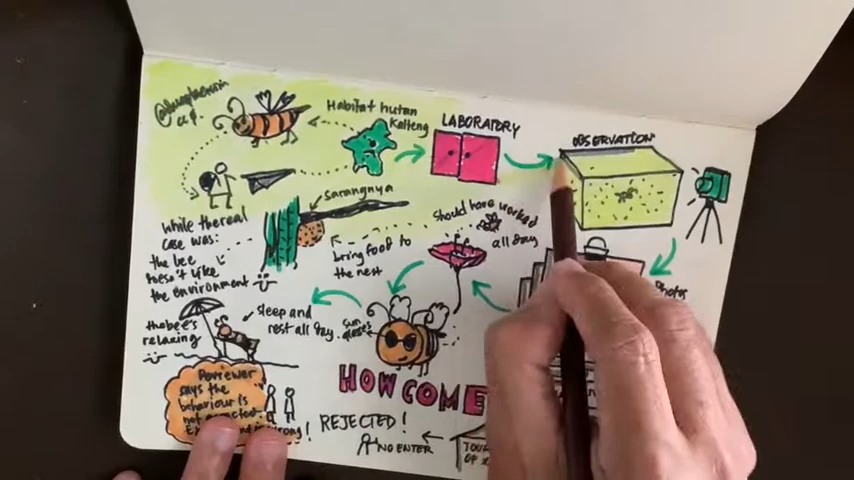 a.f.
Habitat hutan
Kalteng
LABORATORY
OBSERVATION
Sarangnya
should have worked
all day
While the real
case was:
the bee
doesn't like
the environment
bring food to
the nest
Photos
sleep and
rest all day
sun
glasses
the bee's
relaxing
HOW COME
Reviewer
says the
behaviour is
not expected
wrong!
REJECTED!
NO ENTER